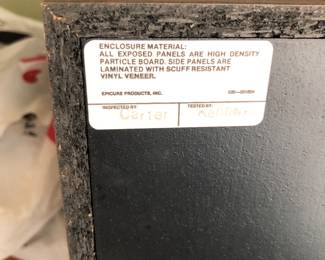 ENCLOSURE MATERIAL:
ALL EXPOSED PANELS ARE HIGH DENSITY
PARTICLE BOARD. SIDE PANELS ARE
LAMINATED WITH SCUFF RESISTANT
VINYL VENEER.
EPICURE PRODUCTS, INC.
INSPECTED BY: TESTED BY:
Carter